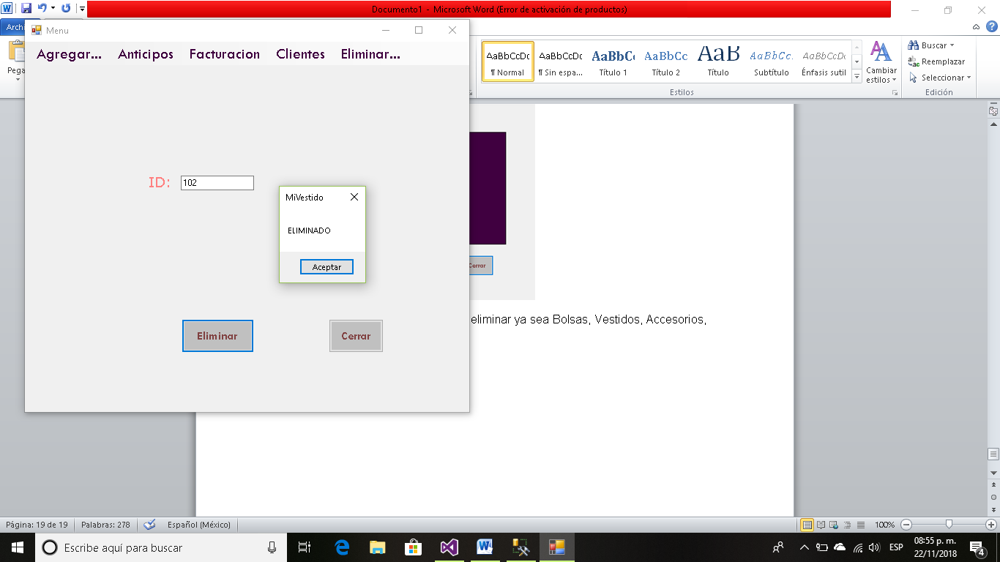 Documento1 - Microsoft Word (Error de activación de productos)
Archi
Menu
Agregar... Anticipos Facturacion Clientes Eliminar...
Pega
AaBbCcDc AaBbCcDc AaBbC AaBbCc AaB AaBbCc. AaBbCcDc
¶ Normal ¶ Sin espa... Título 1 Título 2 Título Subtítulo Énfasis sutil
Cambiar estilos
Estilos
Buscar
Reemplazar
Seleccionar
Edición
ID: 102
MiVestido
ELIMINADO
Aceptar
Cerrar
Eliminar Cerrar
eliminar ya sea Bolsas, Vestidos, Accesorios,
Página: 19 de 19 Palabras: 278 Español (México) 100%
Escribe aquí para buscar
ESP
08:55 p. m.
22/11/2018
4